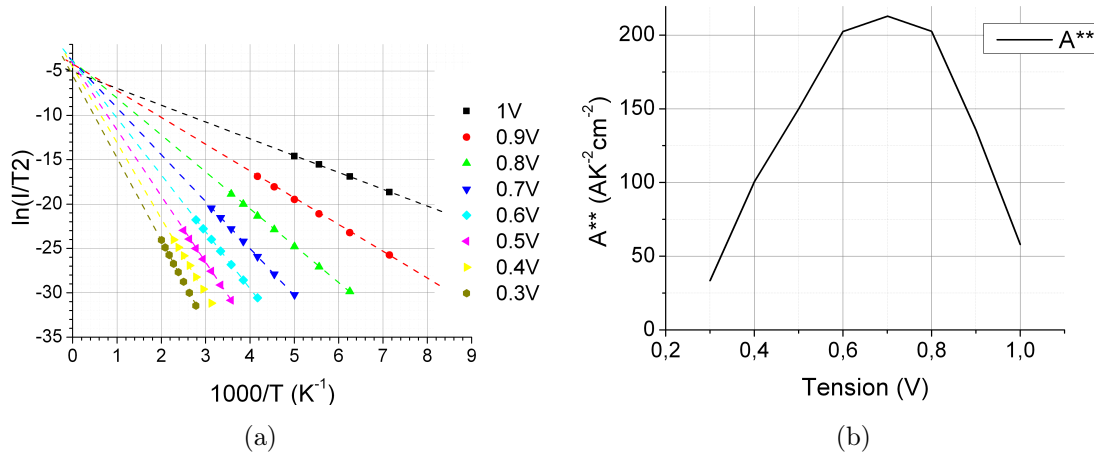 -5
-10
-15
-20
-25
-30
-35
0 1 2 3 4 5 6 7 8 9
ln(I/T2)
1000/T (K⁻¹)
1V
0.9V
0.8V
0.7V
0.6V
0.5V
0.4V
0.3V
(a)
200
150
100
50
0
0,2 0,4 0,6 0,8 1,0
A** (AK⁻²cm⁻²)
Tension (V)
A**
(b)